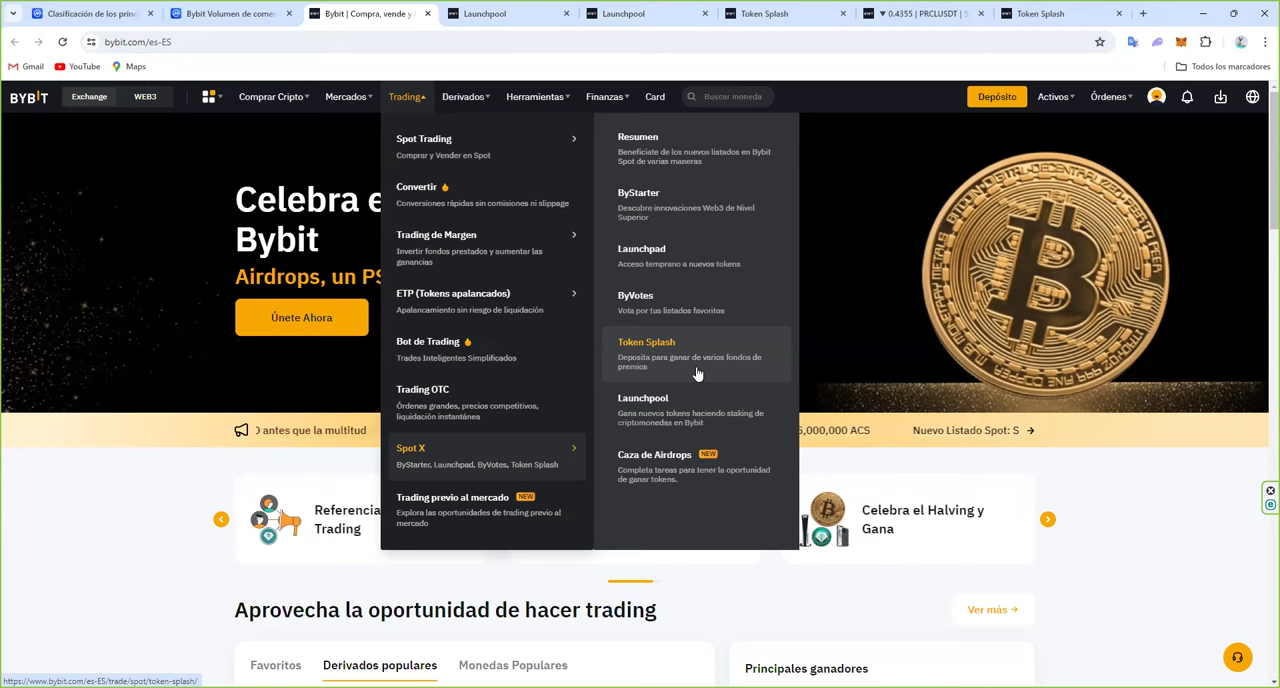 Clasificación de los princi
Bybit Volumen de comer
Bybit | Compra, vende y
Launchpool
Launchpool
Token Splash
▼ 0.4355 | PRCLUSDT | S
Token Splash
bybit.com/es-ES
Gmail
YouTube
Maps
Todos los marcadores
BYBIT
Exchange
WEB3
Comprar Cripto
Mercados
Trading
Derivados
Herramientas
Finanzas
Card
Buscar moneda
Depósito
Activos
Órdenes
Celebra e
Bybit
Airdrops, un PS
Únete Ahora
Spot Trading
Comprar y Vender en Spot
Convertir
Conversiones rápidas sin comisiones ni slippage
Trading de Margen
Invertir fondos prestados y aumentar las
ganancias
ETP (Tokens apalancados)
Apalancamiento sin riesgo de liquidación
Bot de Trading
Trades Inteligentes Simplificados
Trading OTC
Órdenes grandes, precios competitivos,
liquidación instantánea
Spot X
ByStarter, Launchpad, ByVotes, Token Splash
Trading previo al mercado NEW
Explora las oportunidades de trading previo al
mercado
Resumen
Benefíciate de los nuevos listados en Bybit
Spot de varias maneras
ByStarter
Descubre innovaciones Web3 de Nivel
Superior
Launchpad
Acceso temprano a nuevos tokens
ByVotes
Vota por tus listados favoritos
Token Splash
Deposita para ganar de varios fondos de
premios
Launchpool
Gana nuevos tokens haciendo staking de
criptomonedas en Bybit
Caza de Airdrops NEW
Completa tareas para tener la oportunidad
de ganar tokens.
O antes que la multitud
5,000,000 ACS
Nuevo Listado Spot: S
Referencia
Trading
Celebra el Halving y
Gana
Aprovecha la oportunidad de hacer trading
Ver más
Favoritos
Derivados populares
Monedas Populares
Principales ganadores
https://www.bybit.com/es-ES/trade/spot/token-splash/